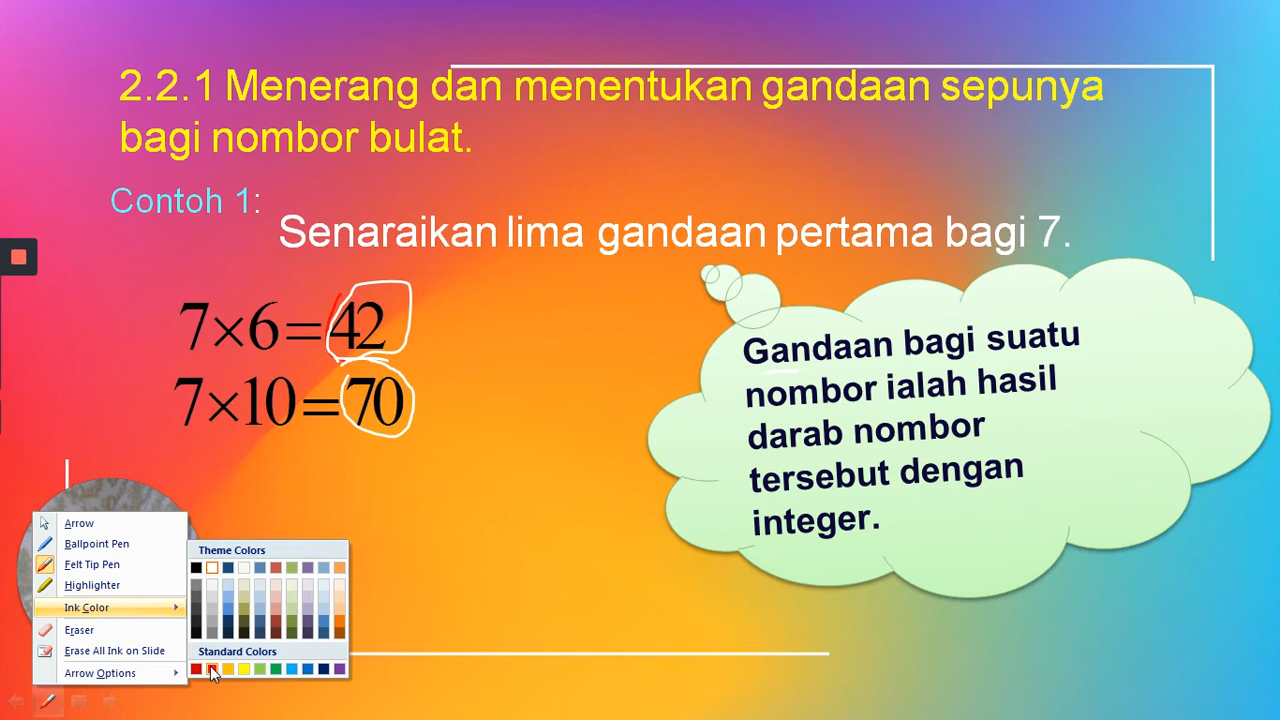 2.2.1 Menerang dan menentukan gandaan sepunya
bagi nombor bulat.
Contoh 1:
Senaraikan lima gandaan pertama bagi 7.
7×6=42
7×10=70
Gandaan bagi suatu
nombor ialah hasil
darab nombor
tersebut dengan
integer.
Arrow
Ballpoint Pen
Felt Tip Pen
Highlighter
Ink Color
Eraser
Erase All Ink on Slide
Arrow Options
Theme Colors
Standard Colors